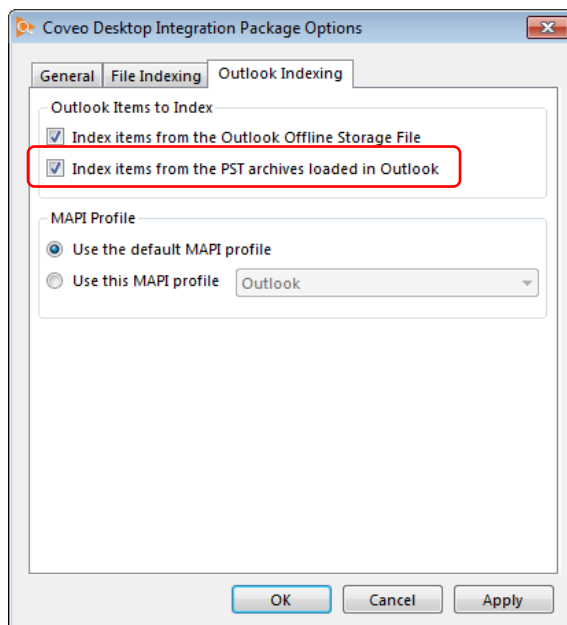 Coveo Desktop Integration Package Options
General File Indexing Outlook Indexing
Outlook Items to Index
Index items from the Outlook Offline Storage File
Index items from the PST archives loaded in Outlook
MAPI Profile
Use the default MAPI profile
Use this MAPI profile Outlook
OK Cancel Apply